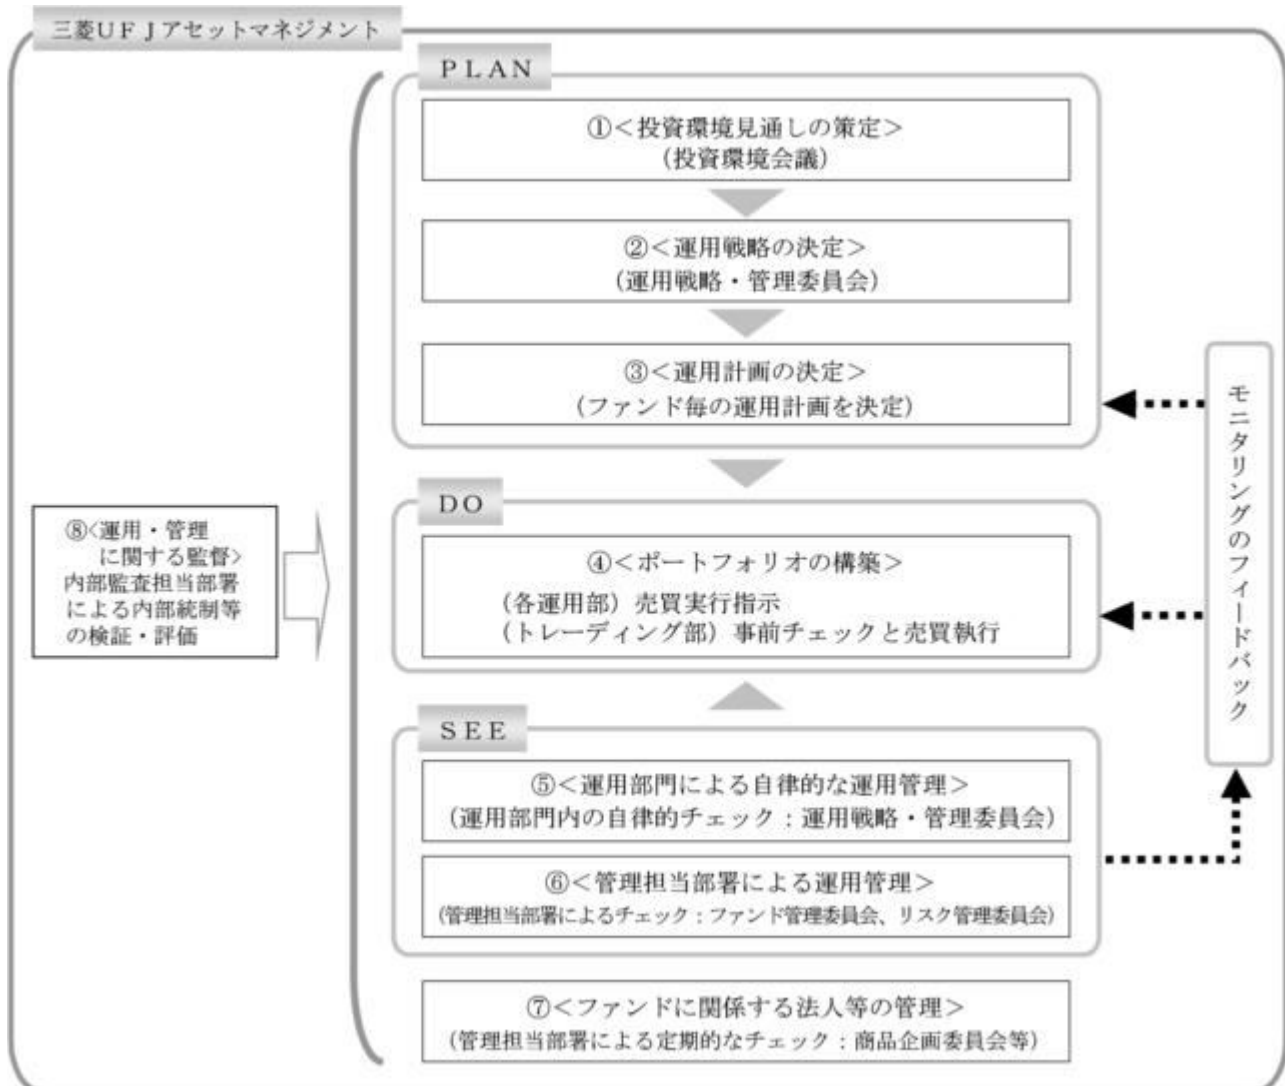 三菱UFJアセットマネジメント
PLAN
①＜投資環境見通しの策定＞
(投資環境会議)
②＜運用戦略の決定＞
(運用戦略・管理委員会)
③＜運用計画の決定＞
(ファンド毎の運用計画を決定)
モニタリングのフィードバック
DO
④＜ポートフォリオの構築＞
(各運用部) 売買実行指示
(トレーディング部) 事前チェックと売買執行
⑧＜運用・管理
に関する監督＞
内部監査担当部署
による内部統制等
の検証・評価
SEE
⑤＜運用部門による自律的な運用管理＞
(運用部門内の自律的チェック：運用戦略・管理委員会)
⑥＜管理担当部署による運用管理＞
(管理担当部署によるチェック：ファンド管理委員会、リスク管理委員会)
⑦＜ファンドに関係する法人等の管理＞
(管理担当部署による定期的なチェック：商品企画委員会等)